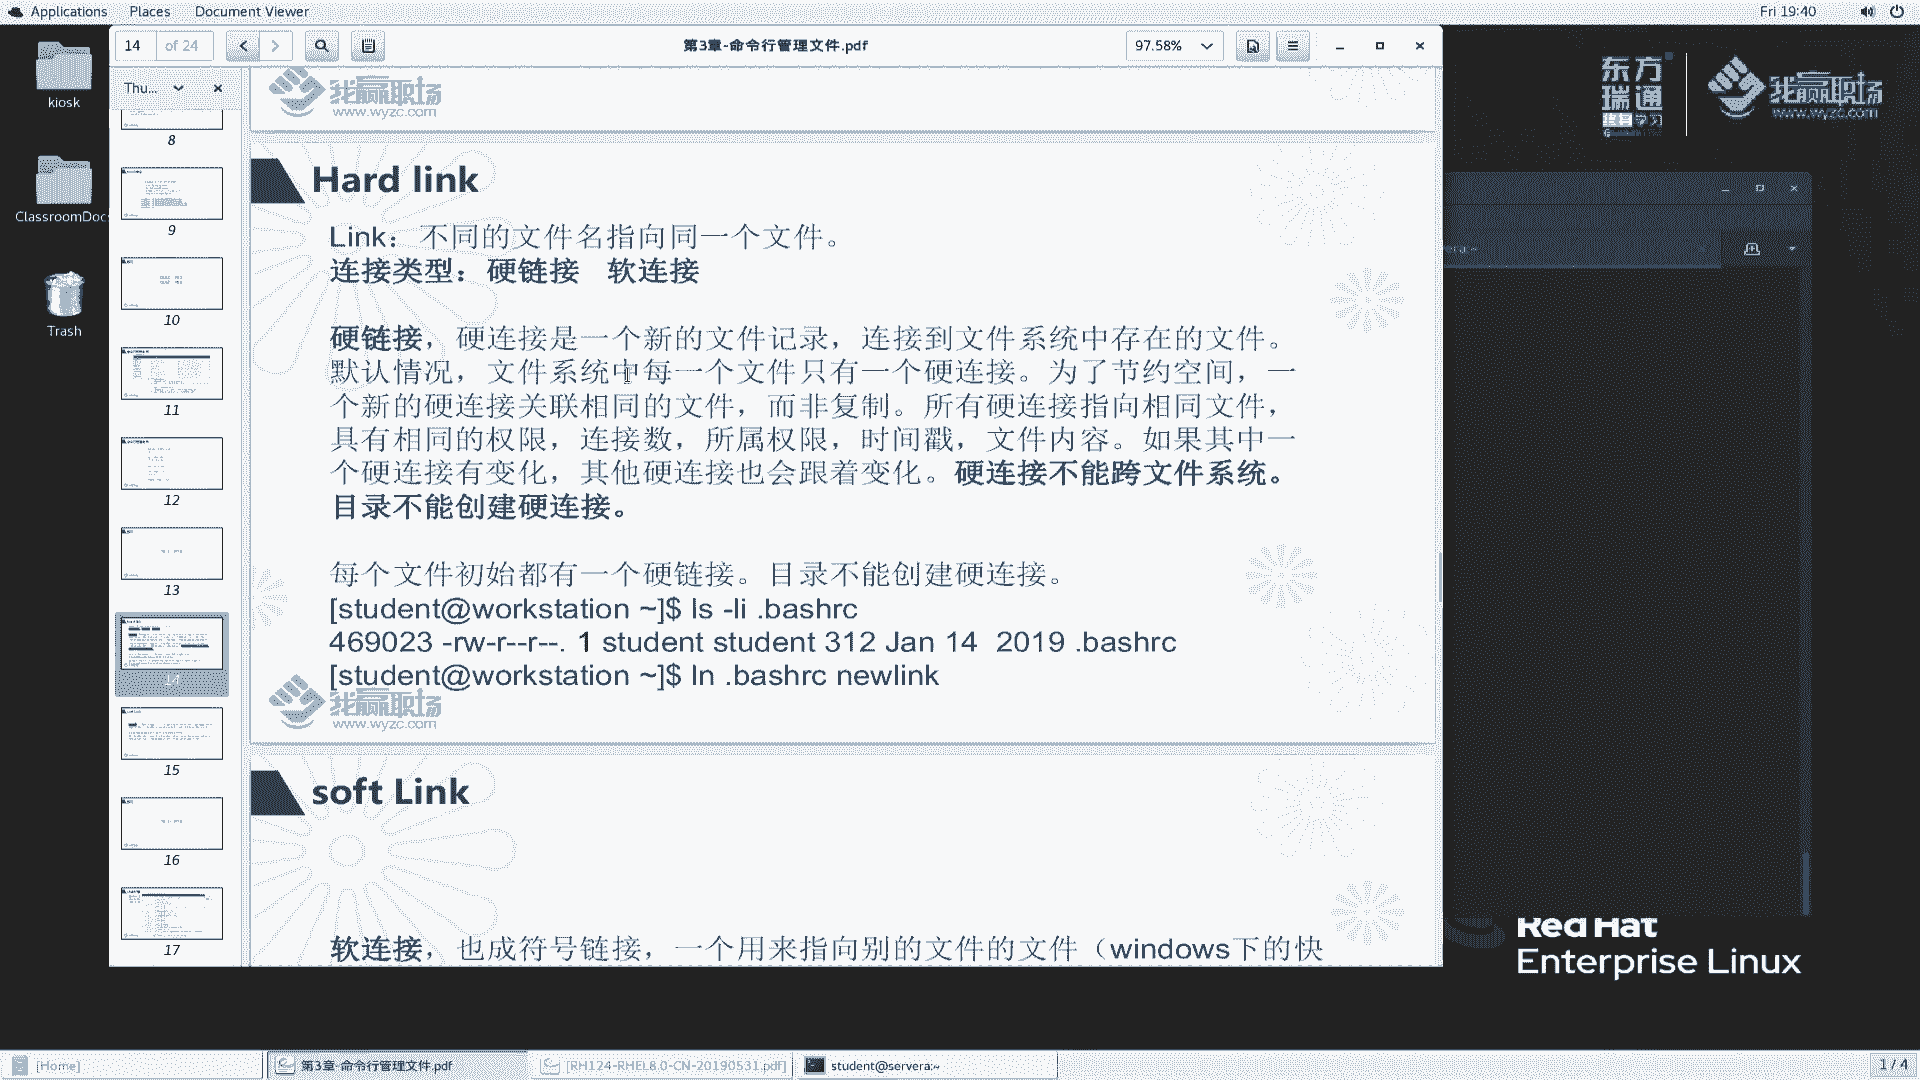 Applications Places Document Viewer Fri 19:40
14 of 24 第3章-命令行管理文件.pdf 97.58%
kiosk
ClassroomDoc
Trash
Thu...
8
9
10
11
12
13
14
15
16
17
我赢职场
www.wyzc.com
Hard link
Link：不同的文件名指向同一个文件。
连接类型：硬链接 软连接
硬链接，硬连接是一个新的文件记录，连接到文件系统中存在的文件。
默认情况，文件系统中每一个文件只有一个硬连接。为了节约空间，一
个新的硬连接关联相同的文件，而非复制。所有硬连接指向相同文件，
具有相同的权限，连接数，所属权限，时间戳，文件内容。如果其中一
个硬连接有变化，其他硬连接也会跟着变化。硬连接不能跨文件系统。
目录不能创建硬连接。
每个文件初始都有一个硬链接。目录不能创建硬连接。
[student@workstation ~]$ ls -li .bashrc
469023 -rw-r--r--. 1 student student 312 Jan 14 2019 .bashrc
[student@workstation ~]$ ln .bashrc newlink
我赢职场
www.wyzc.com
soft Link
软连接，也成符号链接，一个用来指向别的文件的文件（windows下的快
东方
瑞通
终身学习
我赢职场
www.wyzc.com
vera:~
Red Hat
Enterprise Linux
[Home] 第3章-命令行管理文件.pdf [RH124-RHEL8.0-CN-20190531.pdf] student@servera:~ 1 / 4